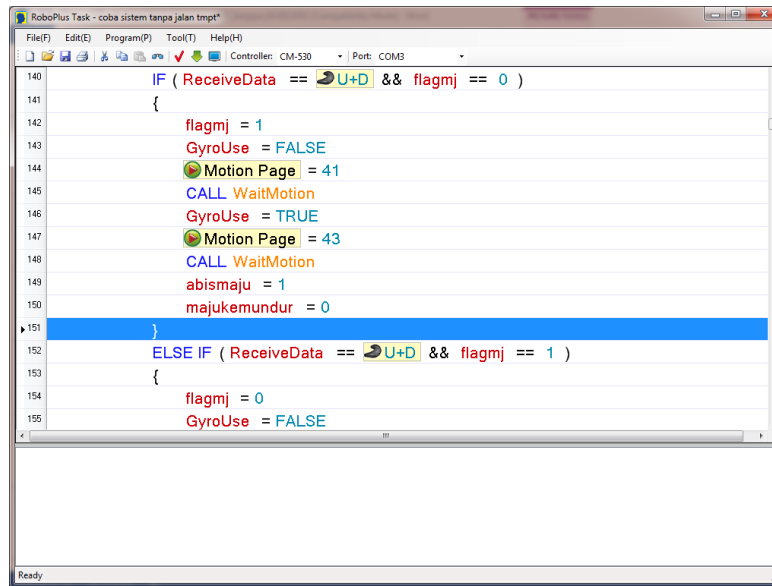 RoboPlus Task - coba sistem tanpa jalan tmpt*
File(F) Edit(E) Program(P) Tool(T) Help(H)
Controller: CM-530 Port: COM3
140 IF ( ReceiveData == U+D && flagmj == 0 )
141 {
142 flagmj = 1
143 GyroUse = FALSE
144 Motion Page = 41
145 CALL WaitMotion
146 GyroUse = TRUE
147 Motion Page = 43
148 CALL WaitMotion
149 abismaju = 1
150 majukemundur = 0
151 }
152 ELSE IF ( ReceiveData == U+D && flagmj == 1 )
153 {
154 flagmj = 0
155 GyroUse = FALSE
Ready